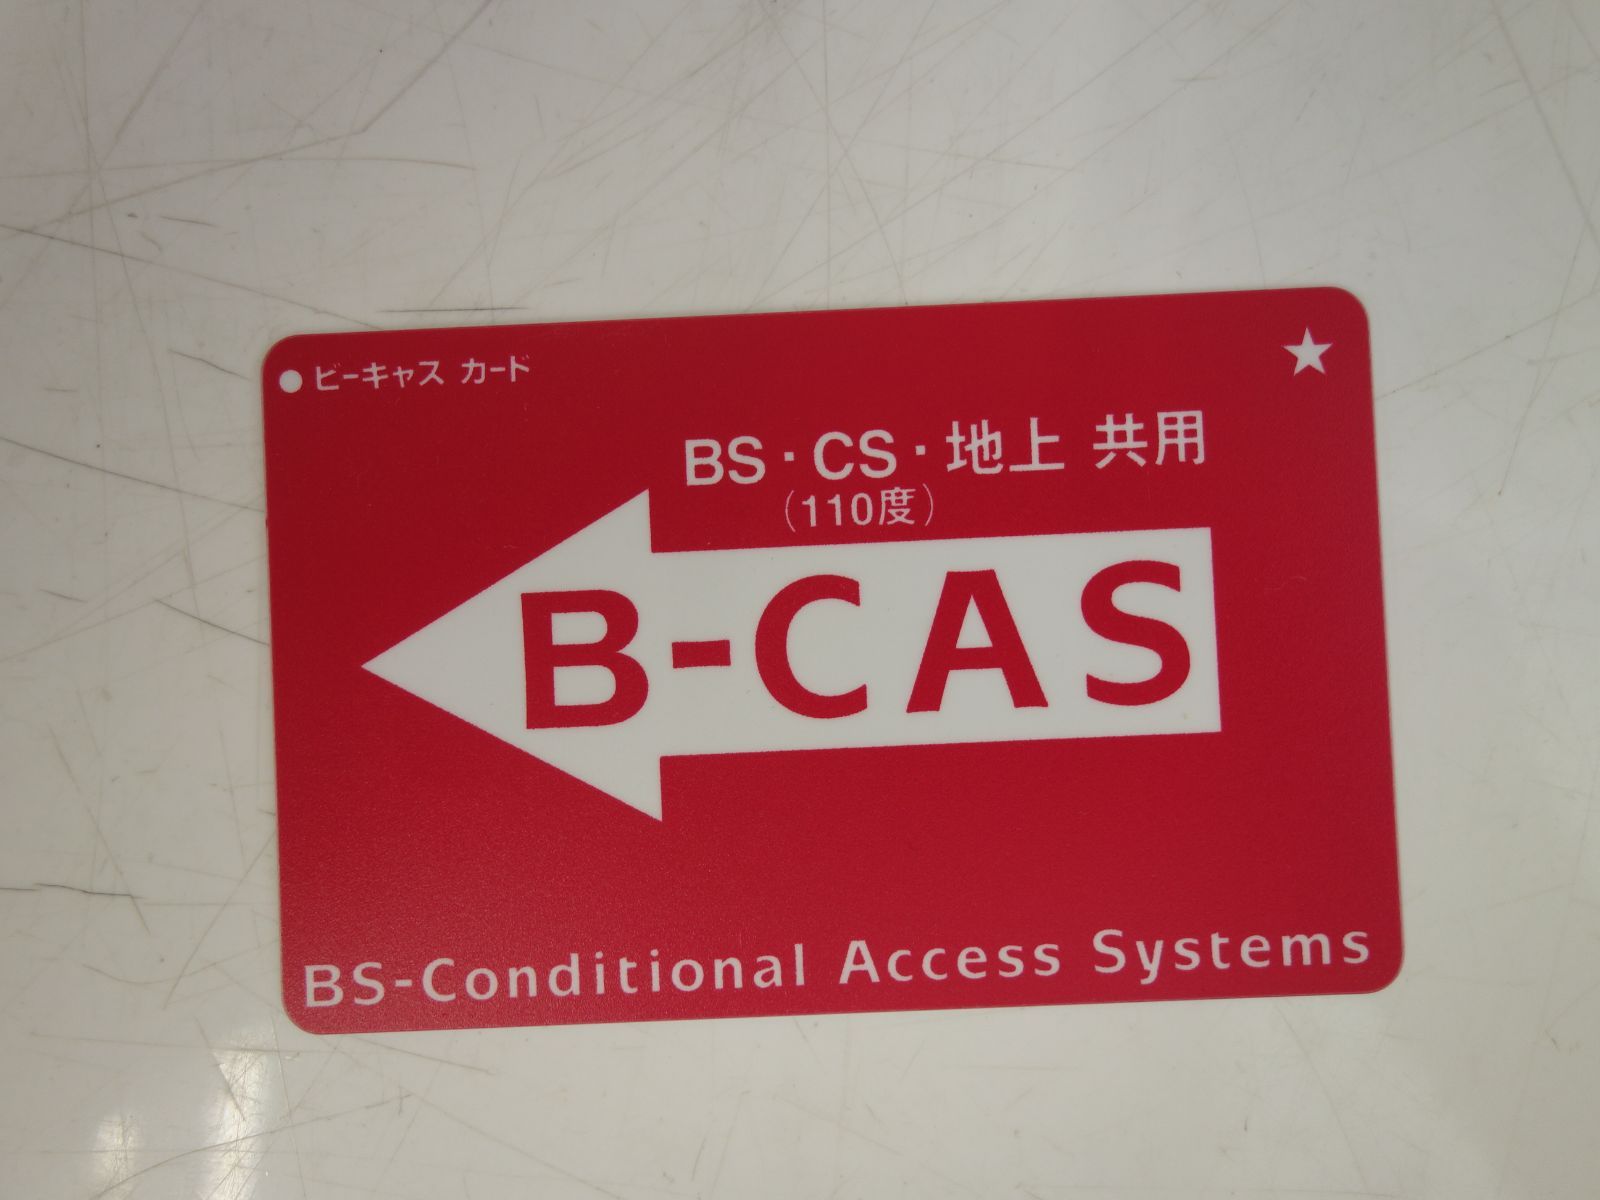 ●ビーキャス カード
★
BS・CS・地上 共用
(110度)
B-CAS
BS-Conditional Access Systems